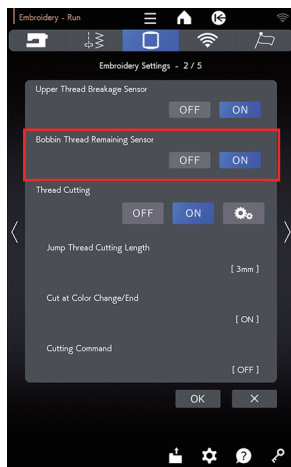 Embroidery - Run
Embroidery Settings - 2 / 5
Upper Thread Breakage Sensor
OFF ON
Bobbin Thread Remaining Sensor
OFF ON
Thread Cutting
OFF ON
Jump Thread Cutting Length
[ 3mm ]
Cut at Color Change/End
[ ON ]
Cutting Command
[ OFF ]
OK X